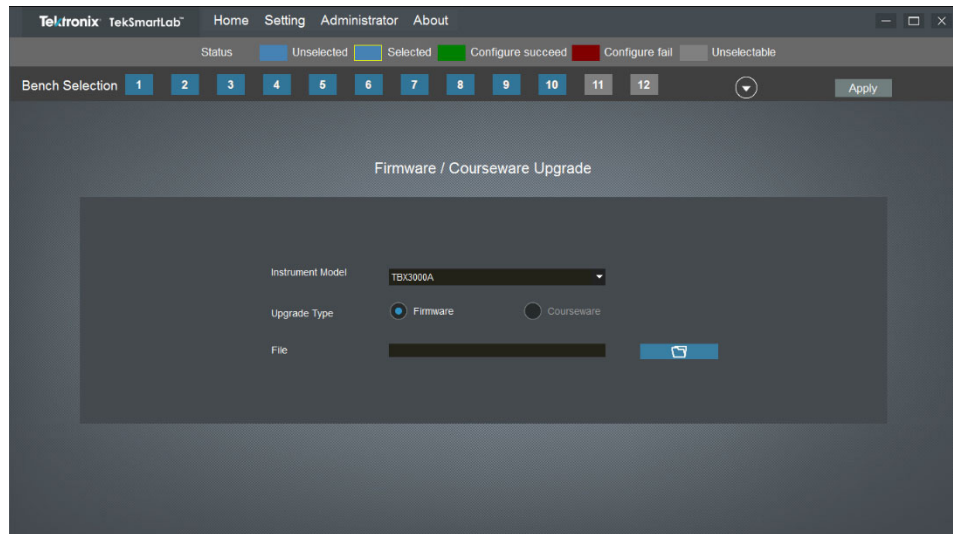 Tektronix TekSmartLab™ Home Setting Administrator About
Status Unselected Selected Configure succeed Configure fail Unselectable
Bench Selection 1 2 3 4 5 6 7 8 9 10 11 12 Apply
Firmware / Courseware Upgrade
Instrument Model TBX3000A
Upgrade Type Firmware Courseware
File